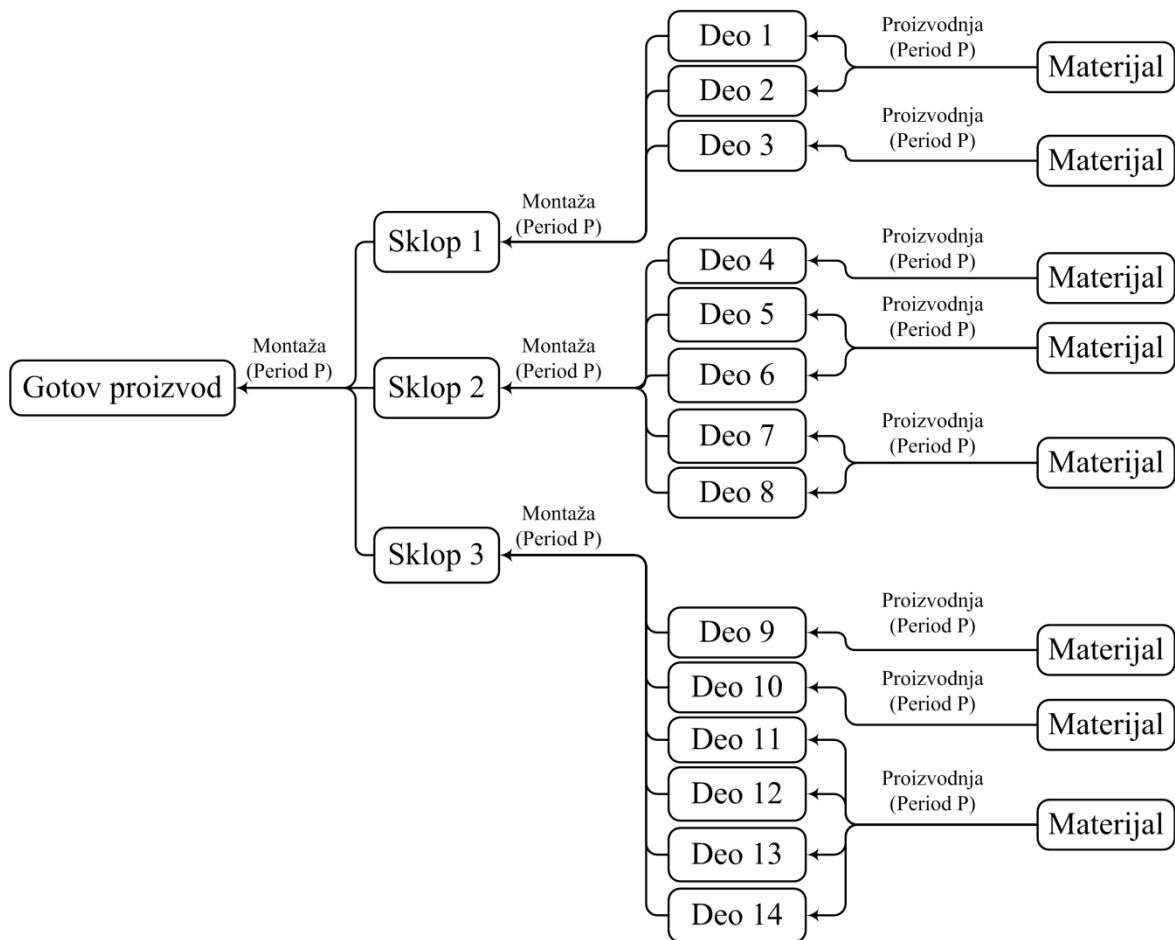 Deo 1
Proizvodnja
(Period P)
Materijal
Deo 2
Deo 3
Proizvodnja
(Period P)
Materijal
Sklop 1
Montaža
(Period P)
Deo 4
Proizvodnja
(Period P)
Materijal
Deo 5
Proizvodnja
(Period P)
Materijal
Deo 6
Gotov proizvod
Montaža
(Period P)
Sklop 2
Montaža
(Period P)
Deo 7
Proizvodnja
(Period P)
Materijal
Deo 8
Sklop 3
Montaža
(Period P)
Deo 9
Proizvodnja
(Period P)
Materijal
Deo 10
Proizvodnja
(Period P)
Materijal
Deo 11
Deo 12
Proizvodnja
(Period P)
Materijal
Deo 13
Deo 14